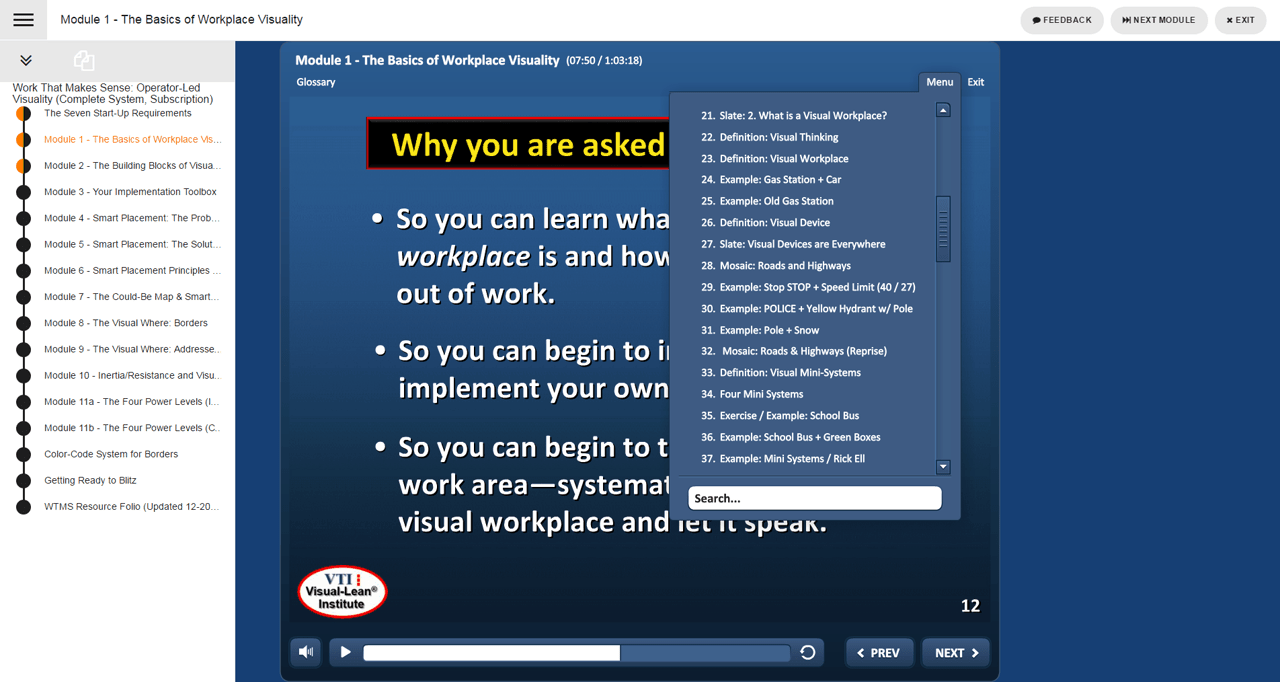 Module 1 - The Basics of Workplace Visuality
FEEDBACK
NEXT MODULE
EXIT
Work That Makes Sense: Operator-Led
Visuality (Complete System, Subscription)
The Seven Start-Up Requirements
Module 1 - The Basics of Workplace Vis...
Module 2 - The Building Blocks of Visua...
Module 3 - Your Implementation Toolbox
Module 4 - Smart Placement: The Prob...
Module 5 - Smart Placement: The Solut...
Module 6 - Smart Placement Principles ...
Module 7 - The Could-Be Map & Smart...
Module 8 - The Visual Where: Borders
Module 9 - The Visual Where: Addresse...
Module 10 - Inertia/Resistance and Visu...
Module 11a - The Four Power Levels (I...
Module 11b - The Four Power Levels (C...
Color-Code System for Borders
Getting Ready to Blitz
WTMS Resource Folio (Updated 12-20...
Module 1 - The Basics of Workplace Visuality (07:50 / 1:03:18)
Glossary
Menu
Exit
Why you are asked
• So you can learn wha
workplace is and how
out of work.
• So you can begin to i
implement your own
• So you can begin to t
work area—systemat
visual workplace and let it speak.
21. Slate: 2. What is a Visual Workplace?
22. Definition: Visual Thinking
23. Definition: Visual Workplace
24. Example: Gas Station + Car
25. Example: Old Gas Station
26. Definition: Visual Device
27. Slate: Visual Devices are Everywhere
28. Mosaic: Roads and Highways
29. Example: Stop STOP + Speed Limit (40 / 27)
30. Example: POLICE + Yellow Hydrant w/ Pole
31. Example: Pole + Snow
32. Mosaic: Roads & Highways (Reprise)
33. Definition: Visual Mini-Systems
34. Four Mini Systems
35. Exercise / Example: School Bus
36. Example: School Bus + Green Boxes
37. Example: Mini Systems / Rick Ell
Search...
VTI
Visual-Lean®
Institute
12
PREV
NEXT